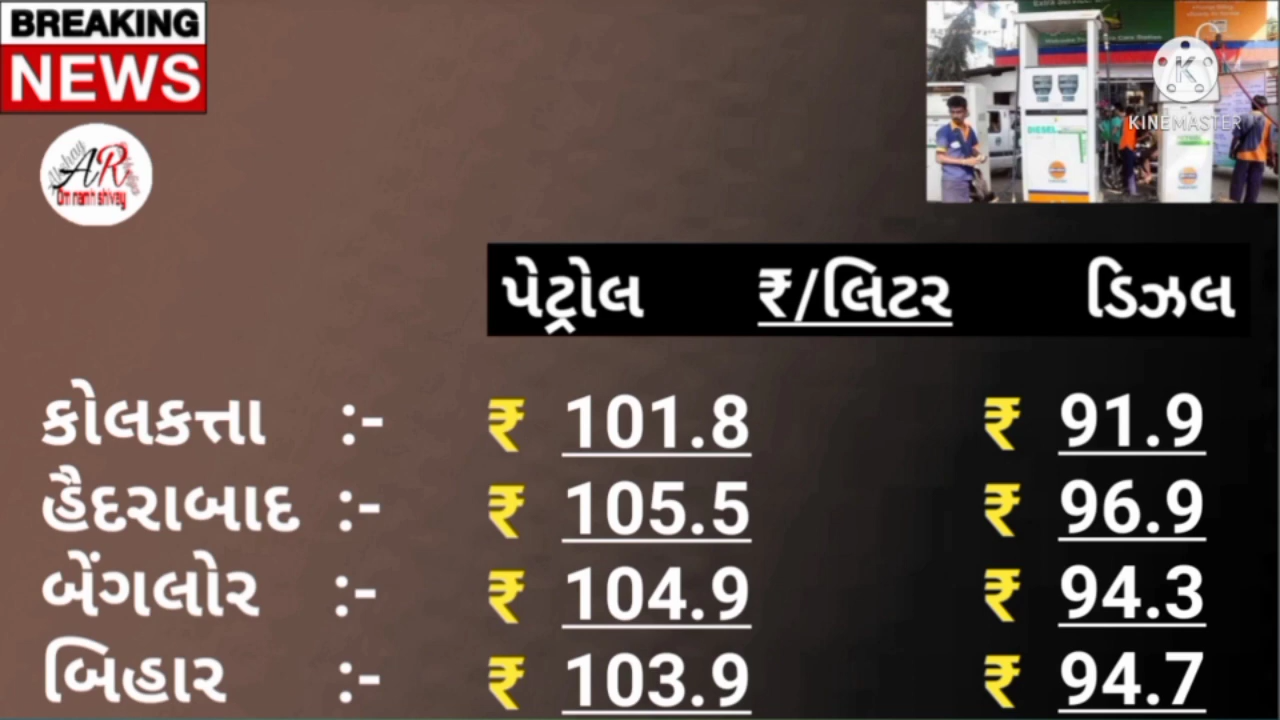 BREAKING
NEWS
AR
Om namh shivay
DIESEL
KINEMASTER
પેટ્રોલ ₹/લિટર ડિઝલ
કોલકત્તા :- ₹ 101.8 ₹ 91.9
હૈદરાબાદ :- ₹ 105.5 ₹ 96.9
બેંગલોર :- ₹ 104.9 ₹ 94.3
બિહાર :- ₹ 103.9 ₹ 94.7